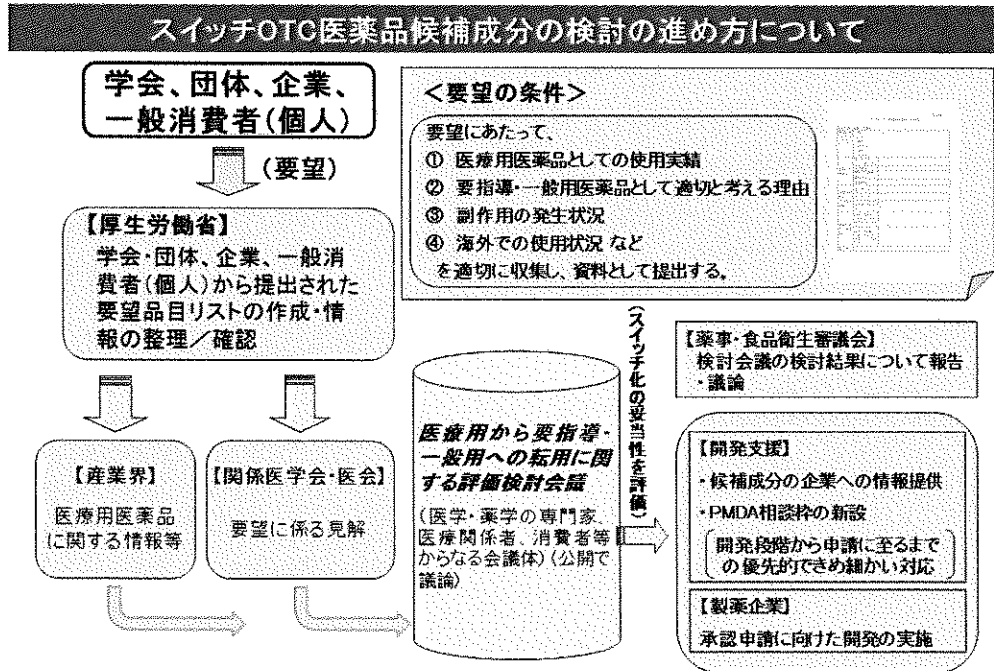 スイッチOTC医薬品候補成分の検討の進め方について
学会、団体、企業、
一般消費者(個人)
(要望)
【厚生労働省】
学会・団体、企業、一般消
費者(個人)から提出された
要望品目リストの作成・情
報の整理／確認
【産業界】
医療用医薬品
に関する情報等
【関係医学会・医会】
要望に係る見解
＜要望の条件＞
要望にあたって、
① 医療用医薬品としての使用実績
② 要指導・一般用医薬品として適切と考える理由
③ 副作用の発生状況
④ 海外での使用状況 など
を適切に収集し、資料として提出する。
医療用から要指導・
一般用への転用に関
する評価検討会議
(医学・薬学の専門家、
医療関係者、消費者等
からなる会議体)(公開で
議論)
(スイッチ化の妥当性を評価)
【薬事・食品衛生審議会】
検討会議の検討結果について報告
・議論
【開発支援】
・候補成分の企業への情報提供
・PMDA相談枠の新設
開発段階から申請に至るまで
の優先的できめ細かい対応
【製薬企業】
承認申請に向けた開発の実施